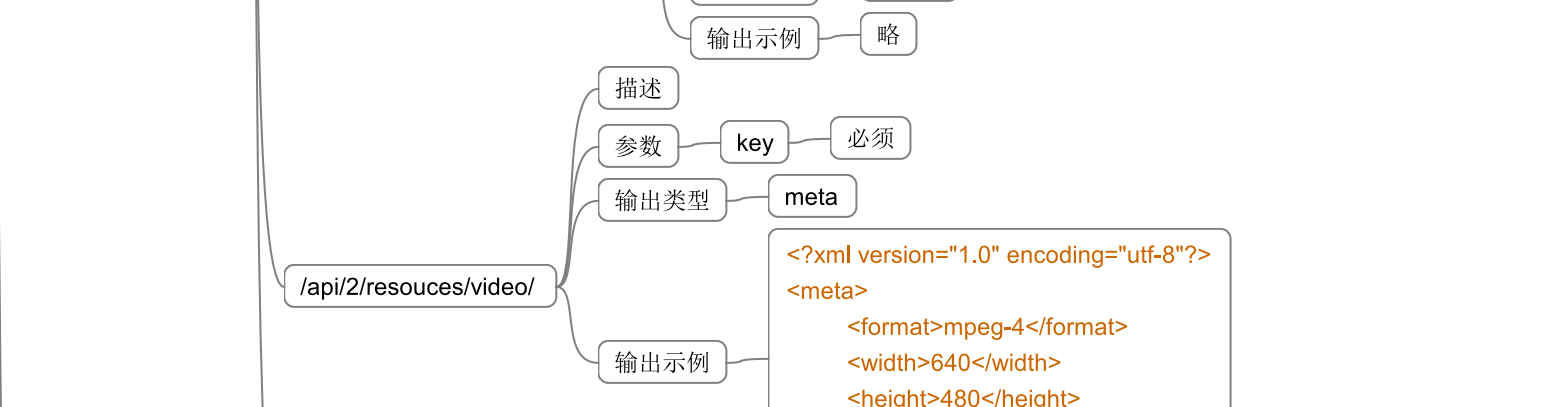 输出示例
略
描述
参数
key
必须
输出类型
meta
/api/2/resouces/video/
输出示例
<?xml version="1.0" encoding="utf-8"?>
<meta>
<format>mpeg-4</format>
<width>640</width>
<height>480</height>